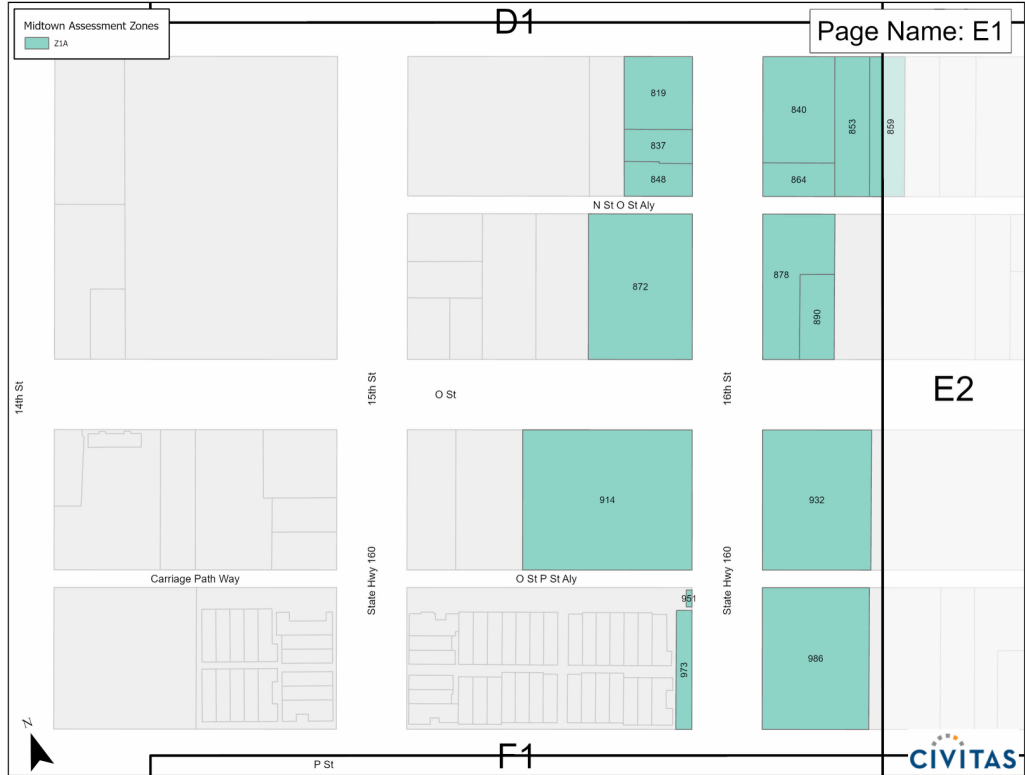 Midtown Assessment Zones
Z1A
D1
Page Name: E1
819
837
848
840
853
859
864
N St O St Aly
872
878
890
14th St
15th St
O St
16th St
E2
914
932
Carriage Path Way
State Hwy 160
O St P St Aly
State Hwy 160
951
973
986
N
P St
F1
CIVITAS